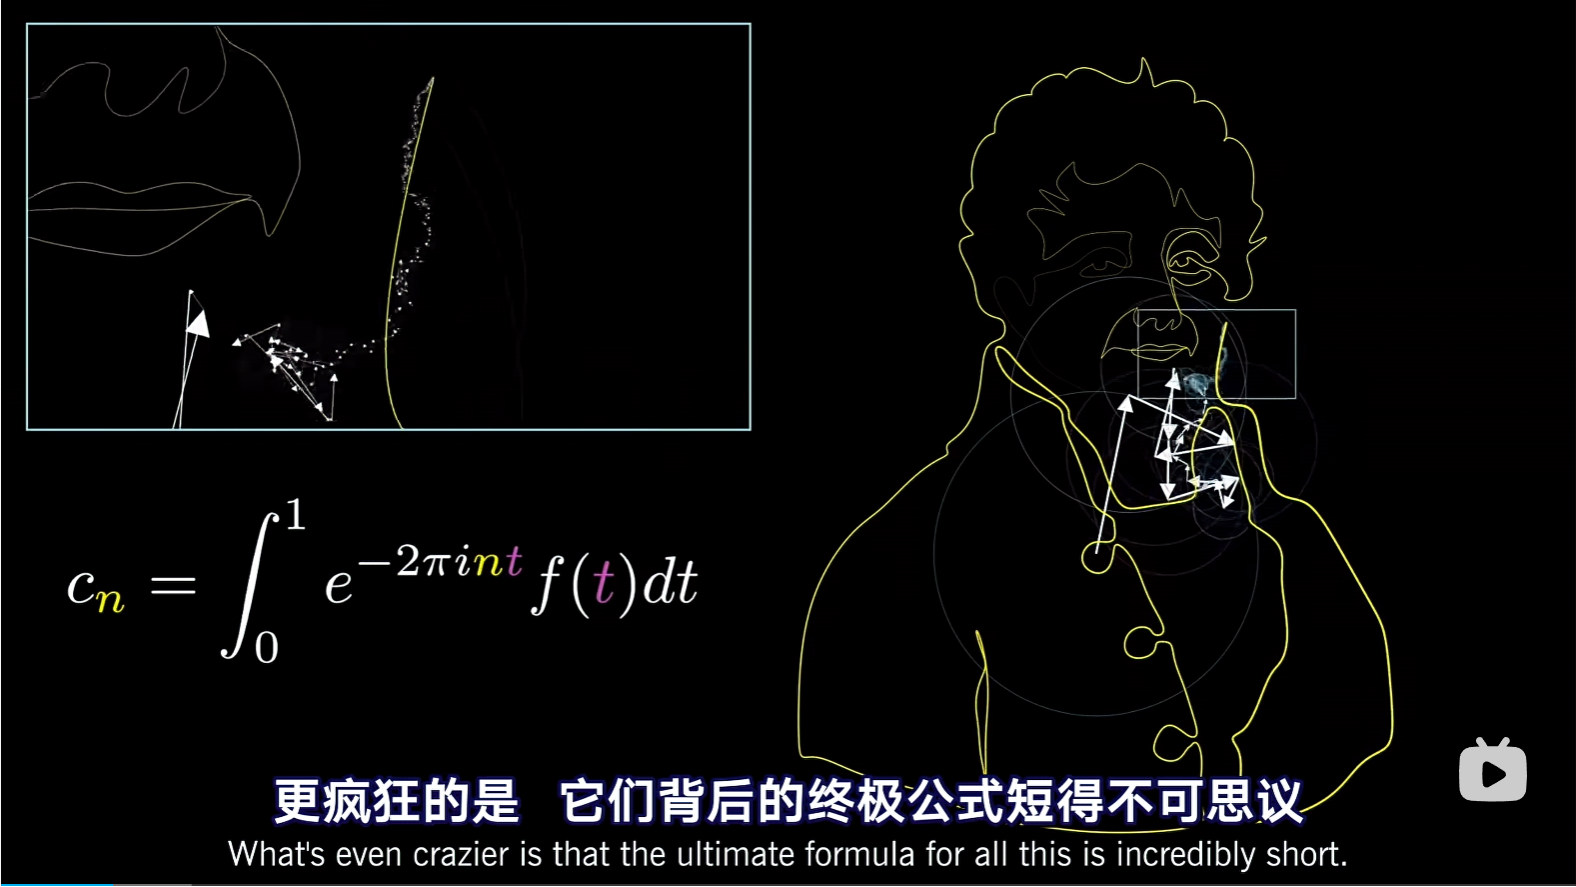 c_n = \int_0^1 e^{-2\pi i n t} f(t) dt
更疯狂的是 它们背后的终极公式短得不可思议
What's even crazier is that the ultimate formula for all this is incredibly short.